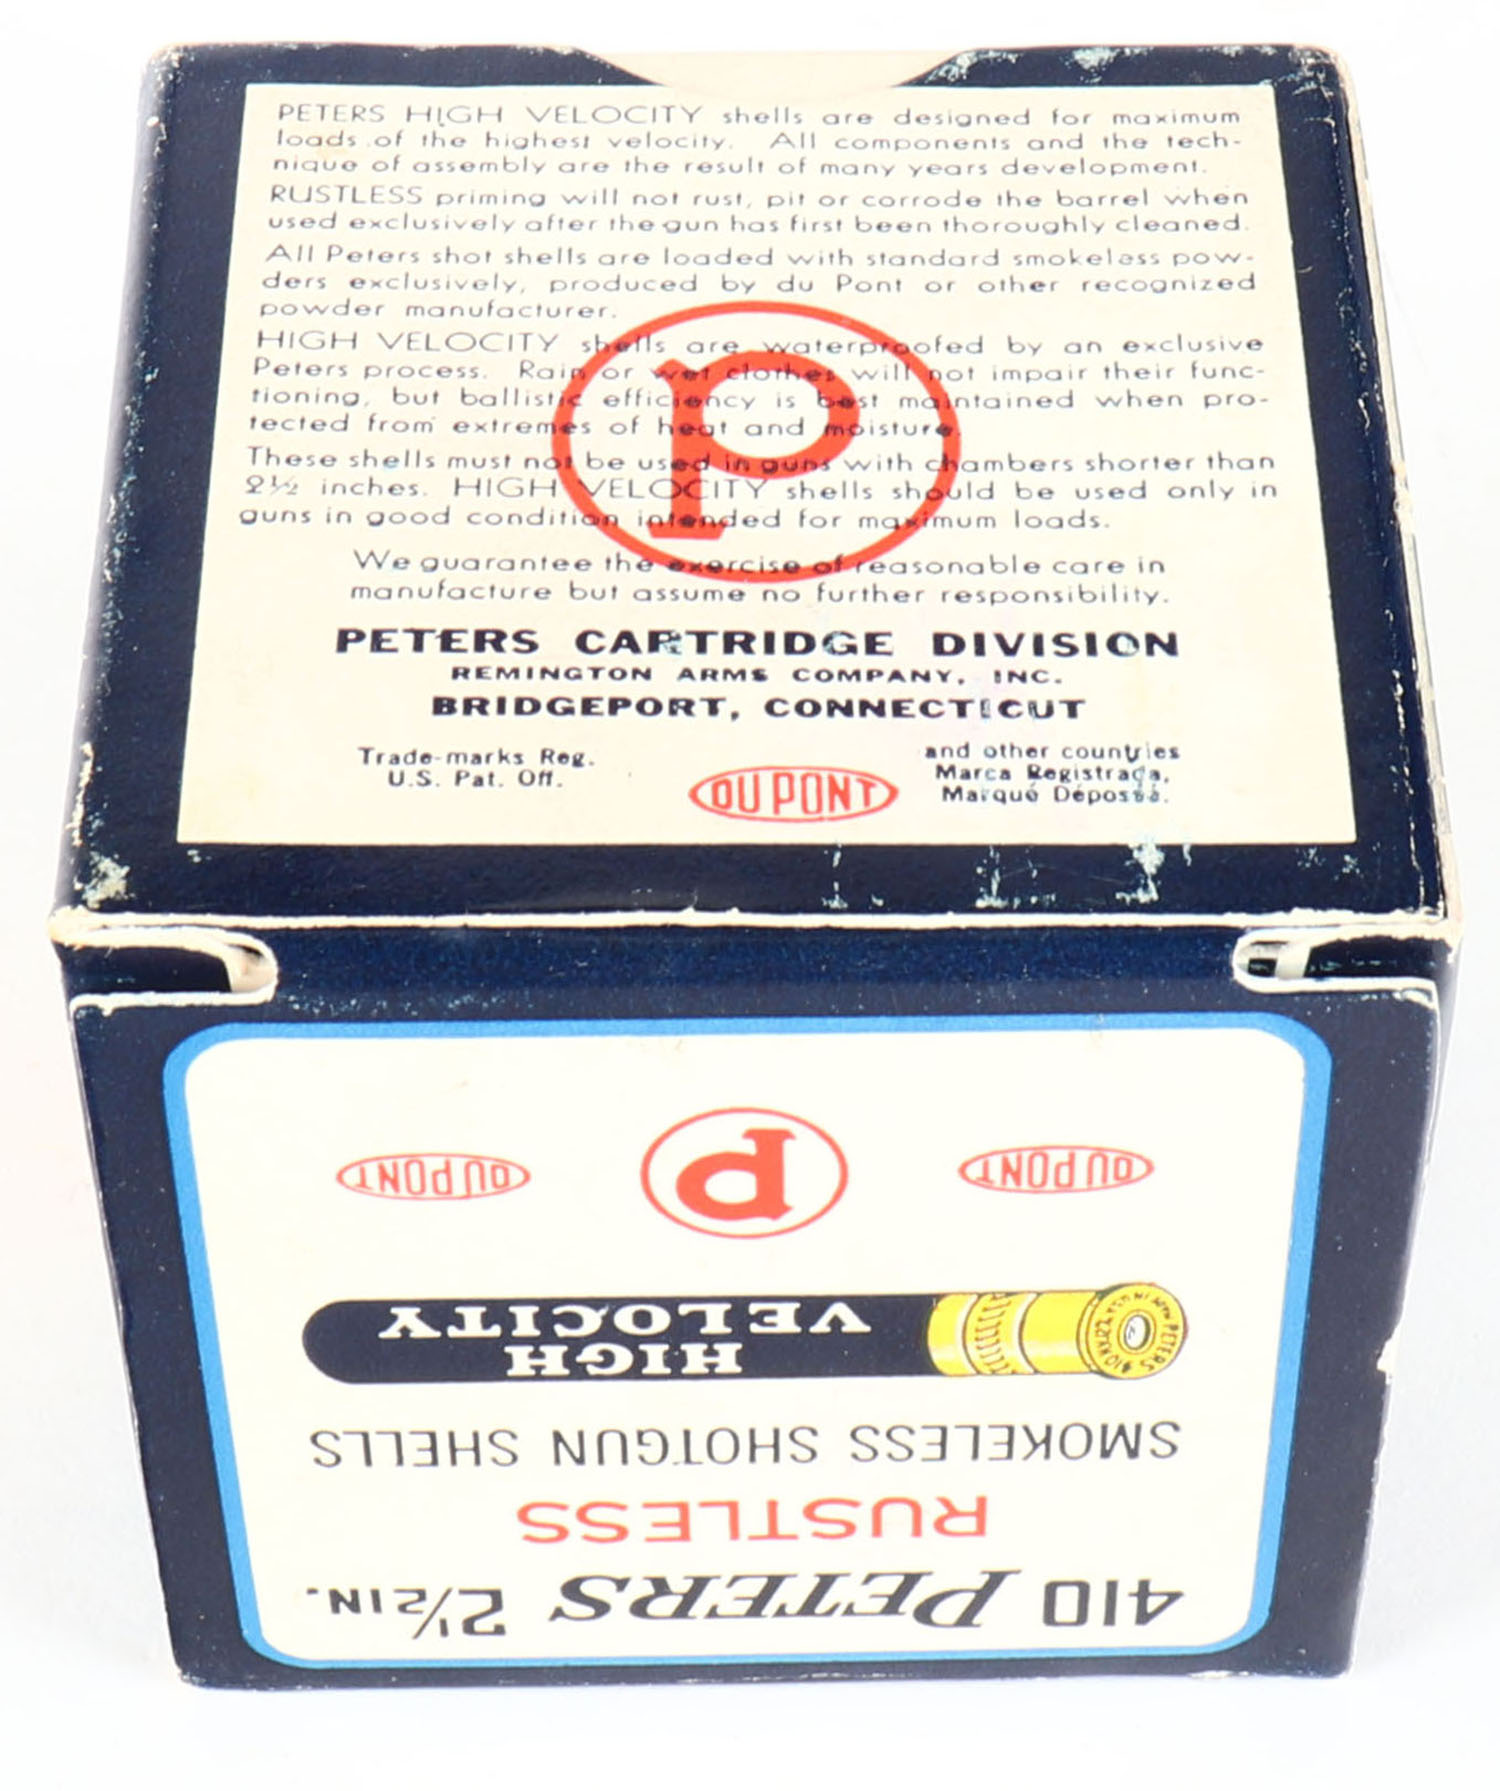 PETERS HIGH VELOCITY shells are designed for maximum
loads of the highest velocity. All components and the tech-
nique of assembly are the result of many years development.
RUSTLESS priming will not rust, pit or corrode the barrel when
used exclusively after the gun has first been thoroughly cleaned.
All Peters shot shells are loaded with standard smokeless pow-
ders exclusively, produced by du Pont or other recognized
powder manufacturer.
HIGH VELOCITY shells are waterproofed by an exclusive
Peters process. Rain or wet clothes will not impair their func-
tioning, but ballistic efficiency is best maintained when pro-
tected from extremes of heat and moisture.
These shells must not be used in guns with chambers shorter than
2½ inches. HIGH VELOCITY shells should be used only in
guns in good condition intended for maximum loads.
We guarantee the exercise of reasonable care in
manufacture but assume no further responsibility.
P
PETERS CARTRIDGE DIVISION
REMINGTON ARMS COMPANY, INC.
BRIDGEPORT, CONNECTICUT
Trade-marks Reg.
U.S. Pat. Off.
DU PONT
and other countries
Marca Registrada,
Marqué Dépossé.
410 PETERS 2½ IN.
RUSTLESS
SMOKELESS SHOTGUN SHELLS
HIGH
VELOCITY
PETERS
DU PONT
P
DU PONT